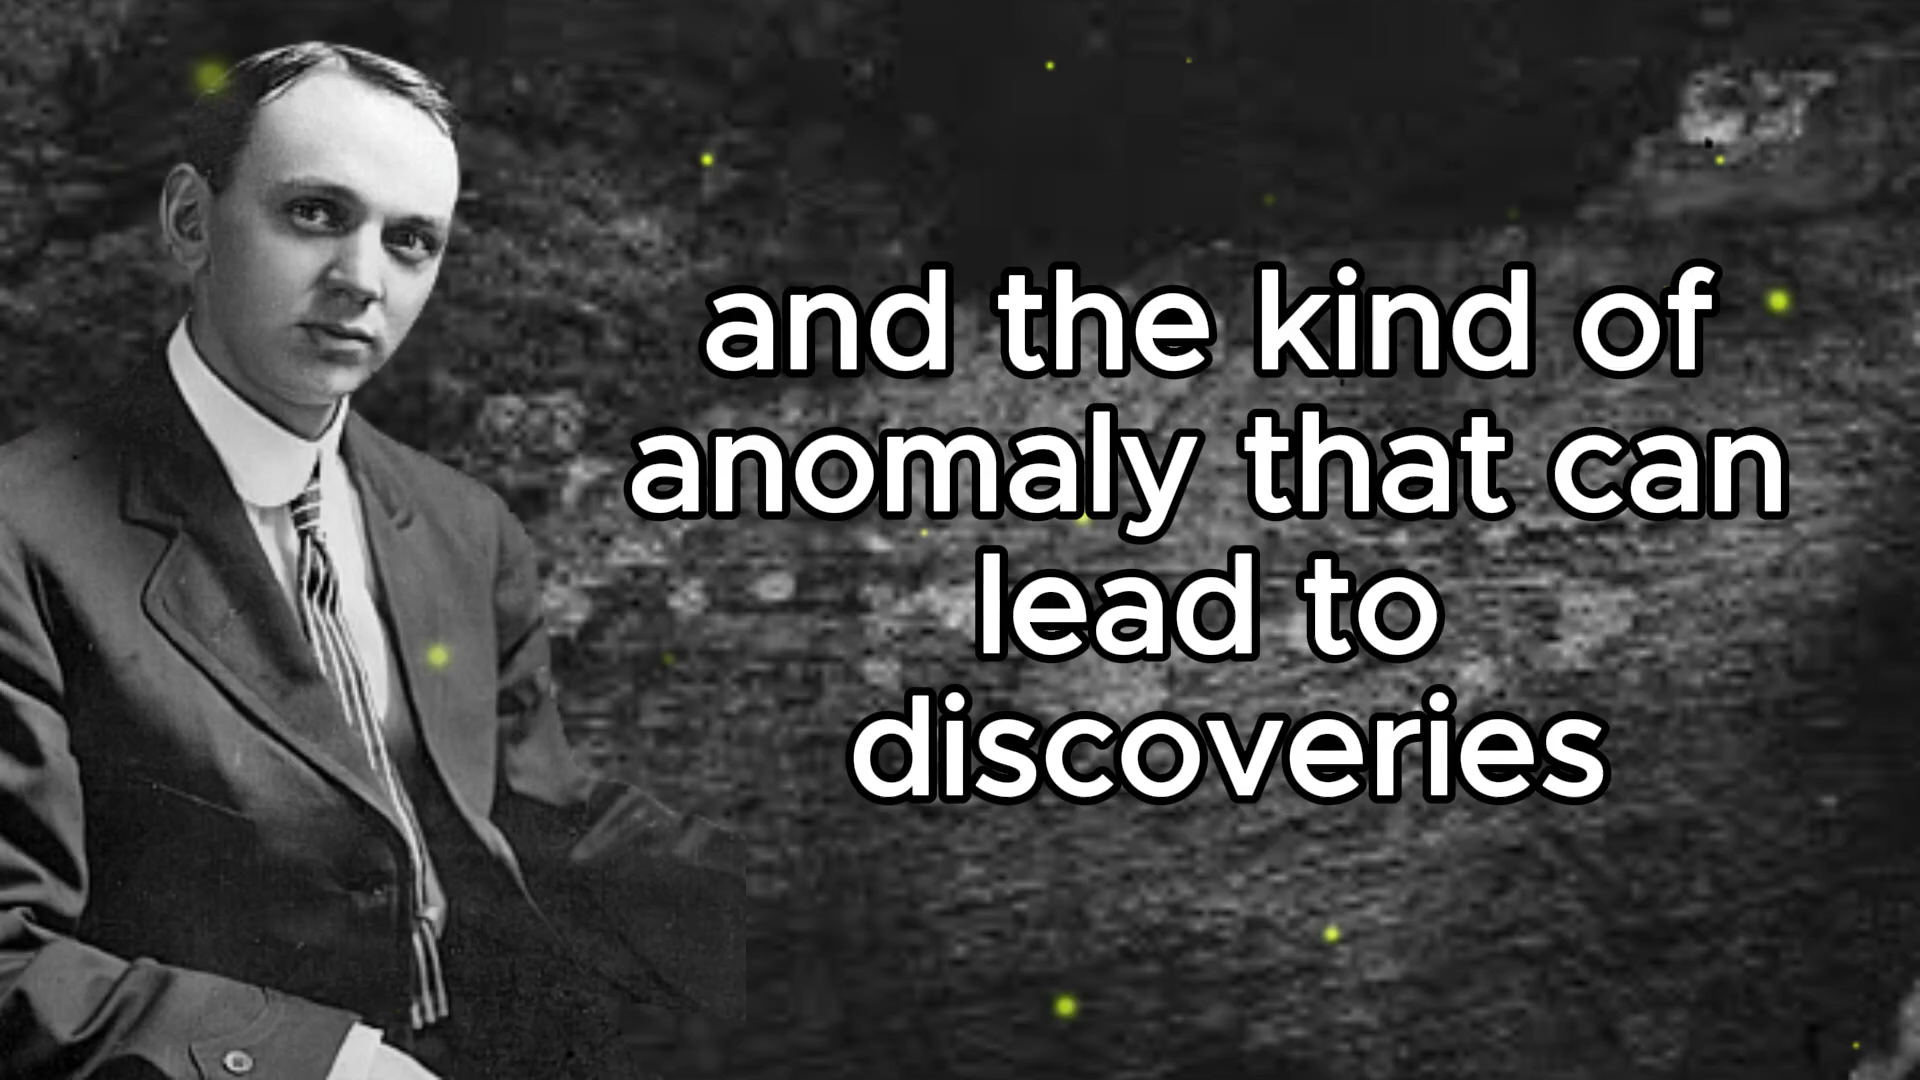 and the kind of
anomaly that can
lead to
discoveries